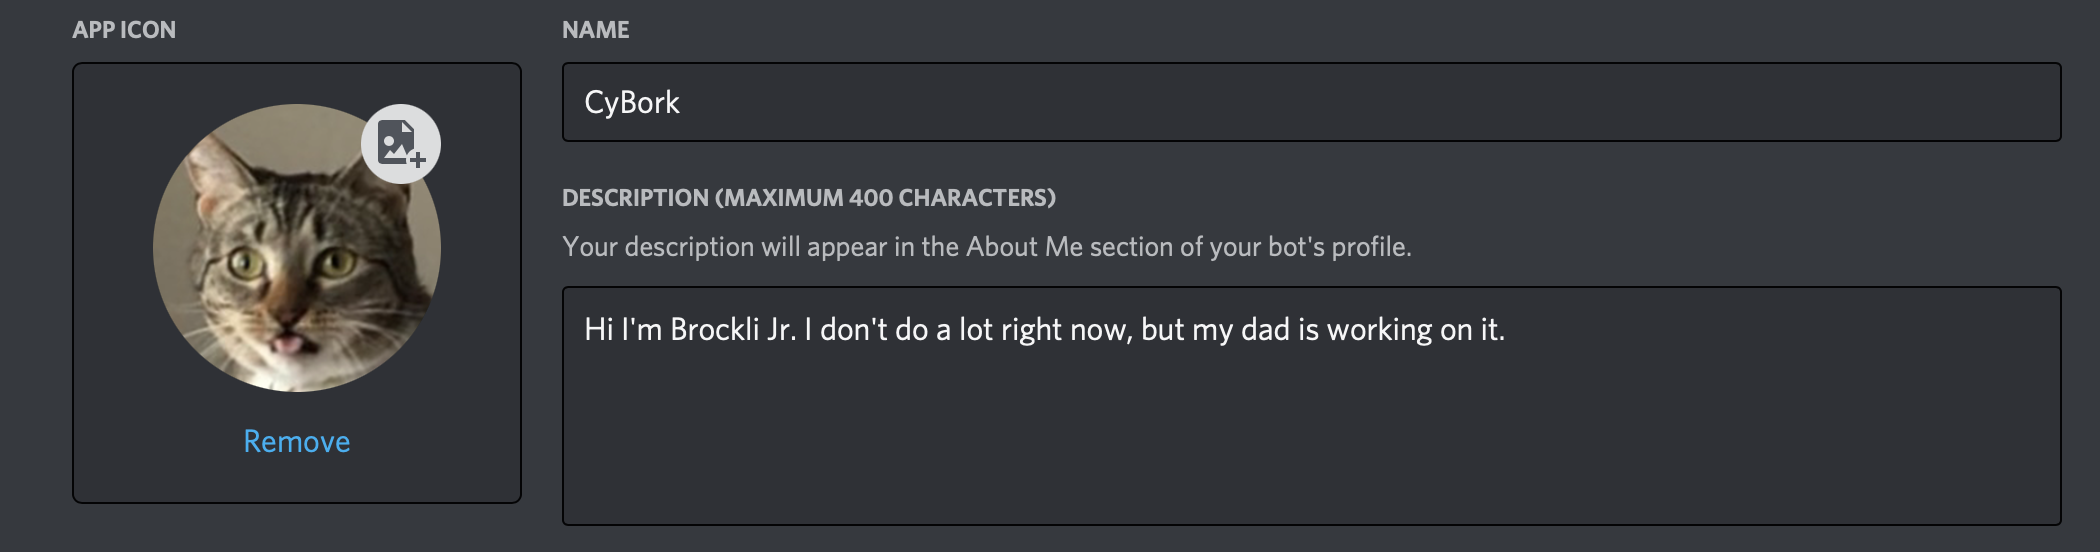 APP ICON
NAME
CyBork
DESCRIPTION (MAXIMUM 400 CHARACTERS)
Your description will appear in the About Me section of your bot's profile.
Hi I'm Brockli Jr. I don't do a lot right now, but my dad is working on it.
Remove